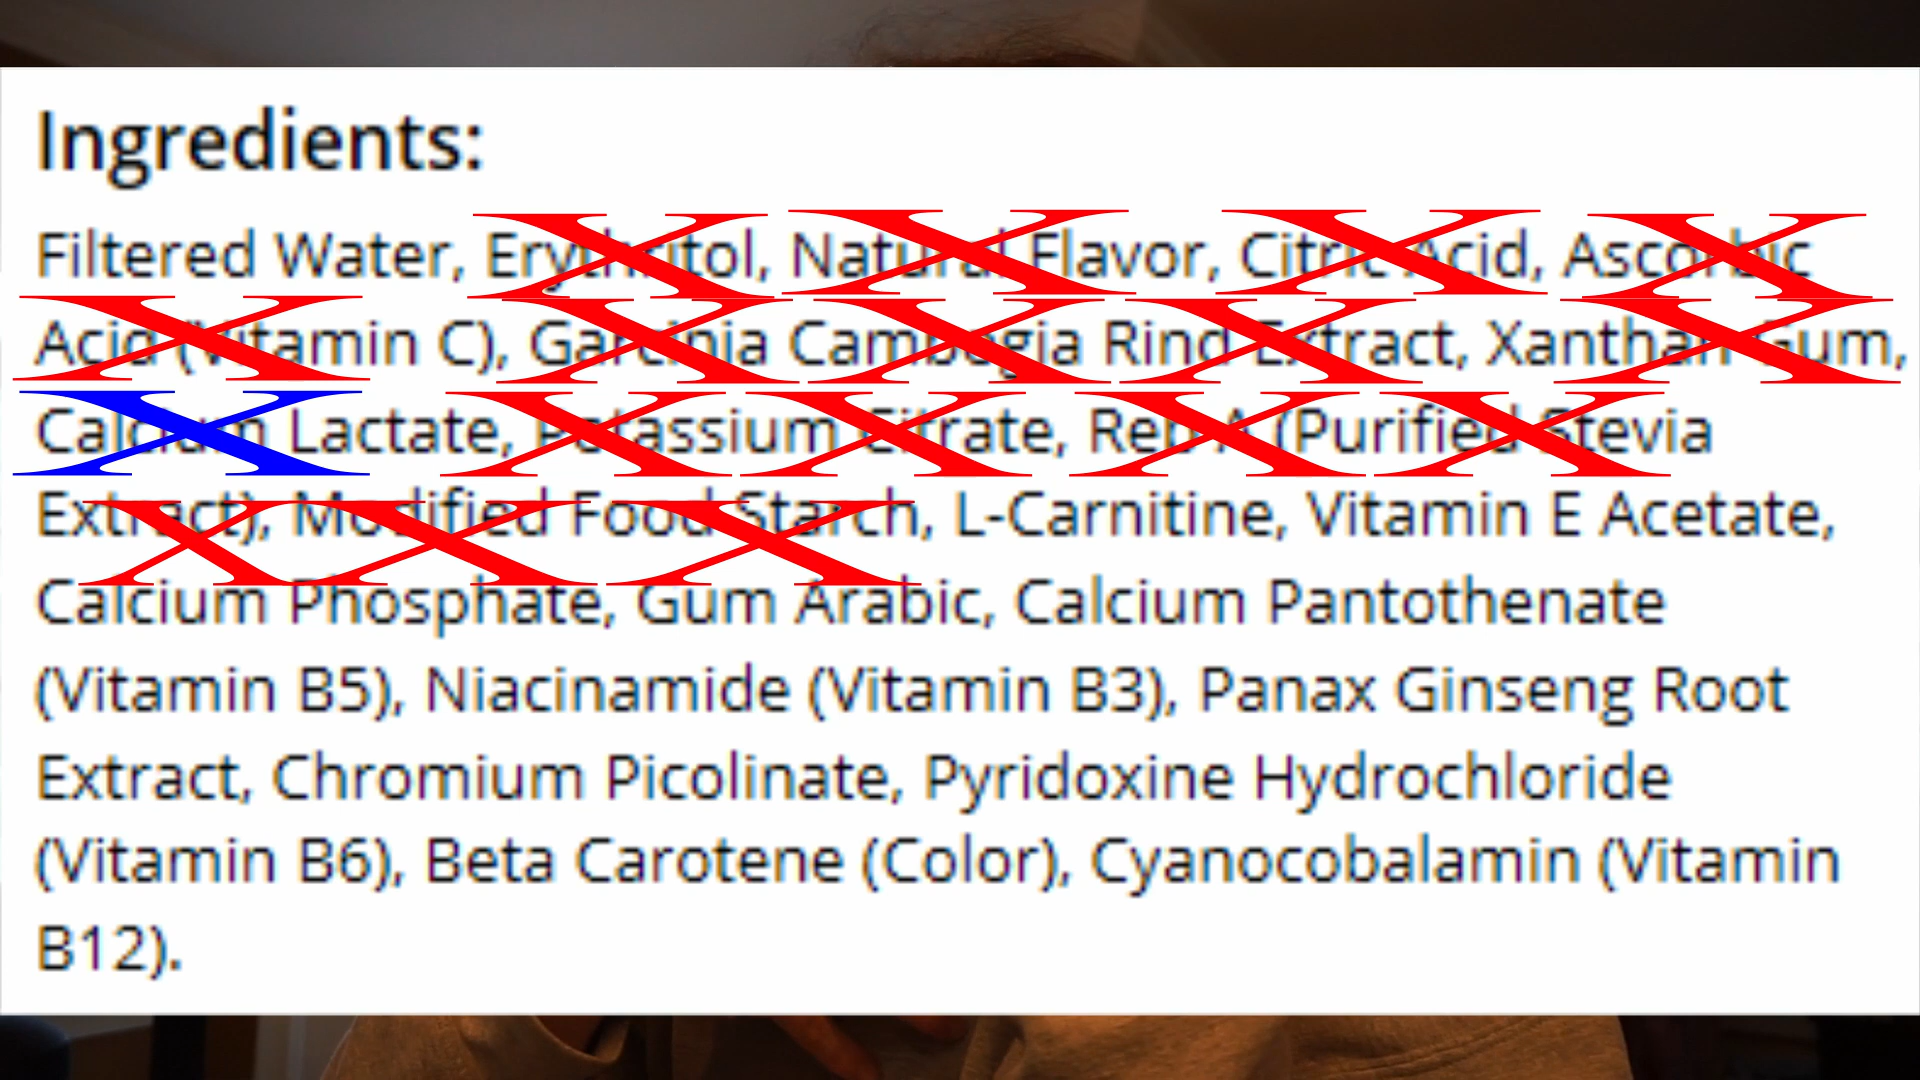 Ingredients:
Filtered Water, Erythritol, Natural Flavor, Citric Acid, Ascorbic
Acid (Vitamin C), Garcinia Cambogia Rind Extract, Xanthan Gum,
Calcium Lactate, Potassium Citrate, Reb A (Purified Stevia
Extract), Modified Food Starch, L-Carnitine, Vitamin E Acetate,
Calcium Phosphate, Gum Arabic, Calcium Pantothenate
(Vitamin B5), Niacinamide (Vitamin B3), Panax Ginseng Root
Extract, Chromium Picolinate, Pyridoxine Hydrochloride
(Vitamin B6), Beta Carotene (Color), Cyanocobalamin (Vitamin
B12).